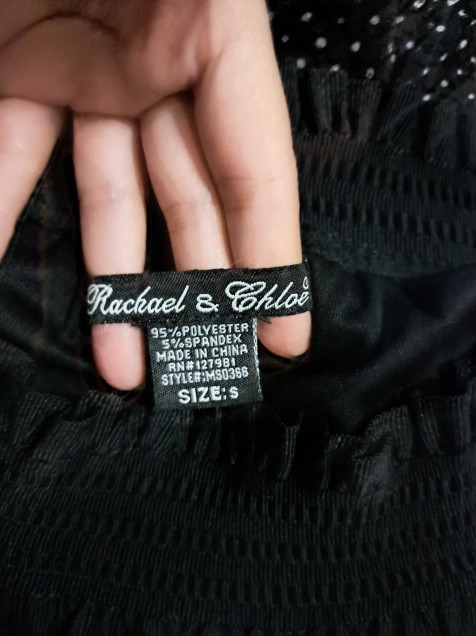 Rachael & Chloé
95%POLYESTER
5%SPANDEX
MADE IN CHINA
RN#127981
STYLE#:MS0366
SIZE:S